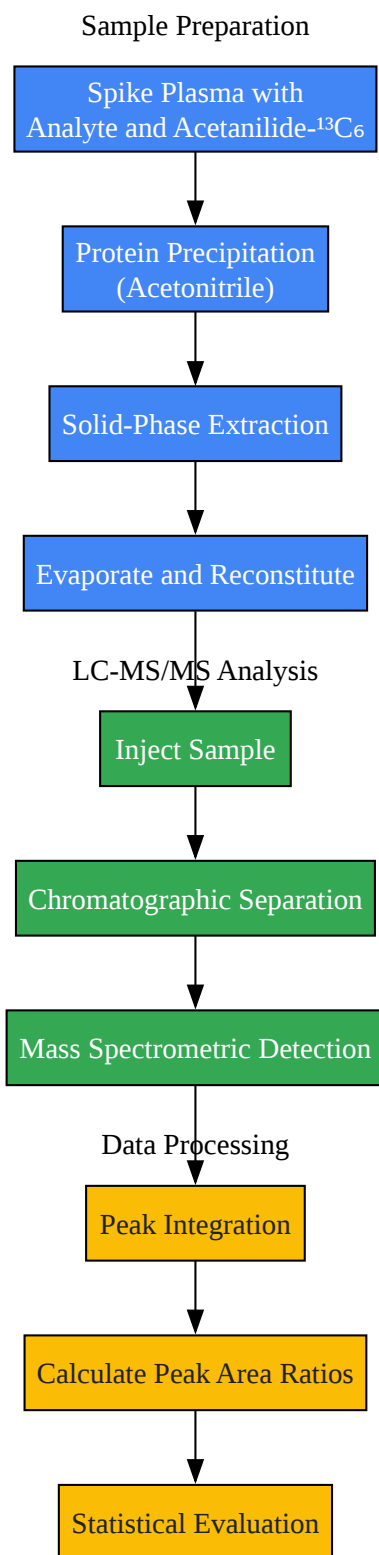 Sample Preparation
Spike Plasma with
Analyte and Acetanilide-¹³C₆
Protein Precipitation
(Acetonitrile)
Solid-Phase Extraction
Evaporate and Reconstitute
LC-MS/MS Analysis
Inject Sample
Chromatographic Separation
Mass Spectrometric Detection
Data Processing
Peak Integration
Calculate Peak Area Ratios
Statistical Evaluation